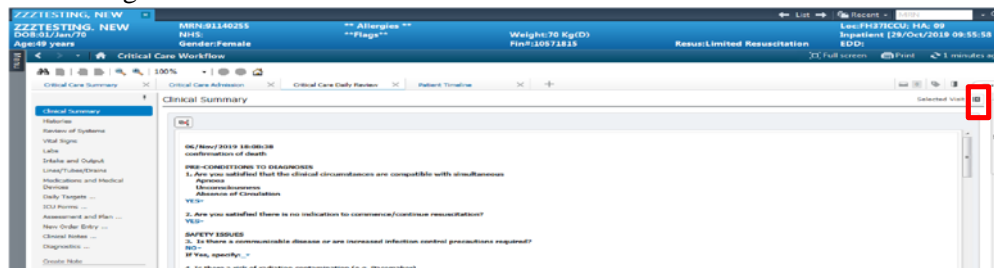 ZZZTESTING, NEW
List
Recent
ZZZTESTING, NEW
MRN:91140255
** Allergies **
Loc:FH37ICCU; HA; 09
DOB:01/Jan/70
NHS:
**Flags**
Weight:70 Kg(D)
Inpatient [29/Oct/2019 09:55:58
Age:49 years
Gender:Female
Fin#:10571815
Resus:Limited Resuscitation
EDD:
Menu
Critical Care Workflow
Full screen
Print
1 minutes ag
100%
Critical Care Summary
Critical Care Admission
Critical Care Daily Review
Patient Timeline
Clinical Summary
Selected Visit
Clinical Summary
Histories
Review of Systems
Vital Signs
Labs
Intake and Output
Lines/Tubes/Drains
Medications and Medical
Devices
Daily Targets ...
ICU Forms ...
Assessment and Plan ...
New Order Entry ...
Clinical Notes ...
Diagnostics ...
Create Note
06/Nov/2019 18:00:28
confirmation of death
PRE-CONDITIONS TO DIAGNOSIS
1. Are you satisfied that the clinical circumstances are compatible with simultaneous
Apnoea
Unconsciousness
Absence of Circulation
YES-
2. Are you satisfied there is no indication to commence/continue resuscitation?
YES-
SAFETY ISSUES
3. Is there a communicable disease or are increased infection control precautions required?
NO -
If Yes, specify:_-